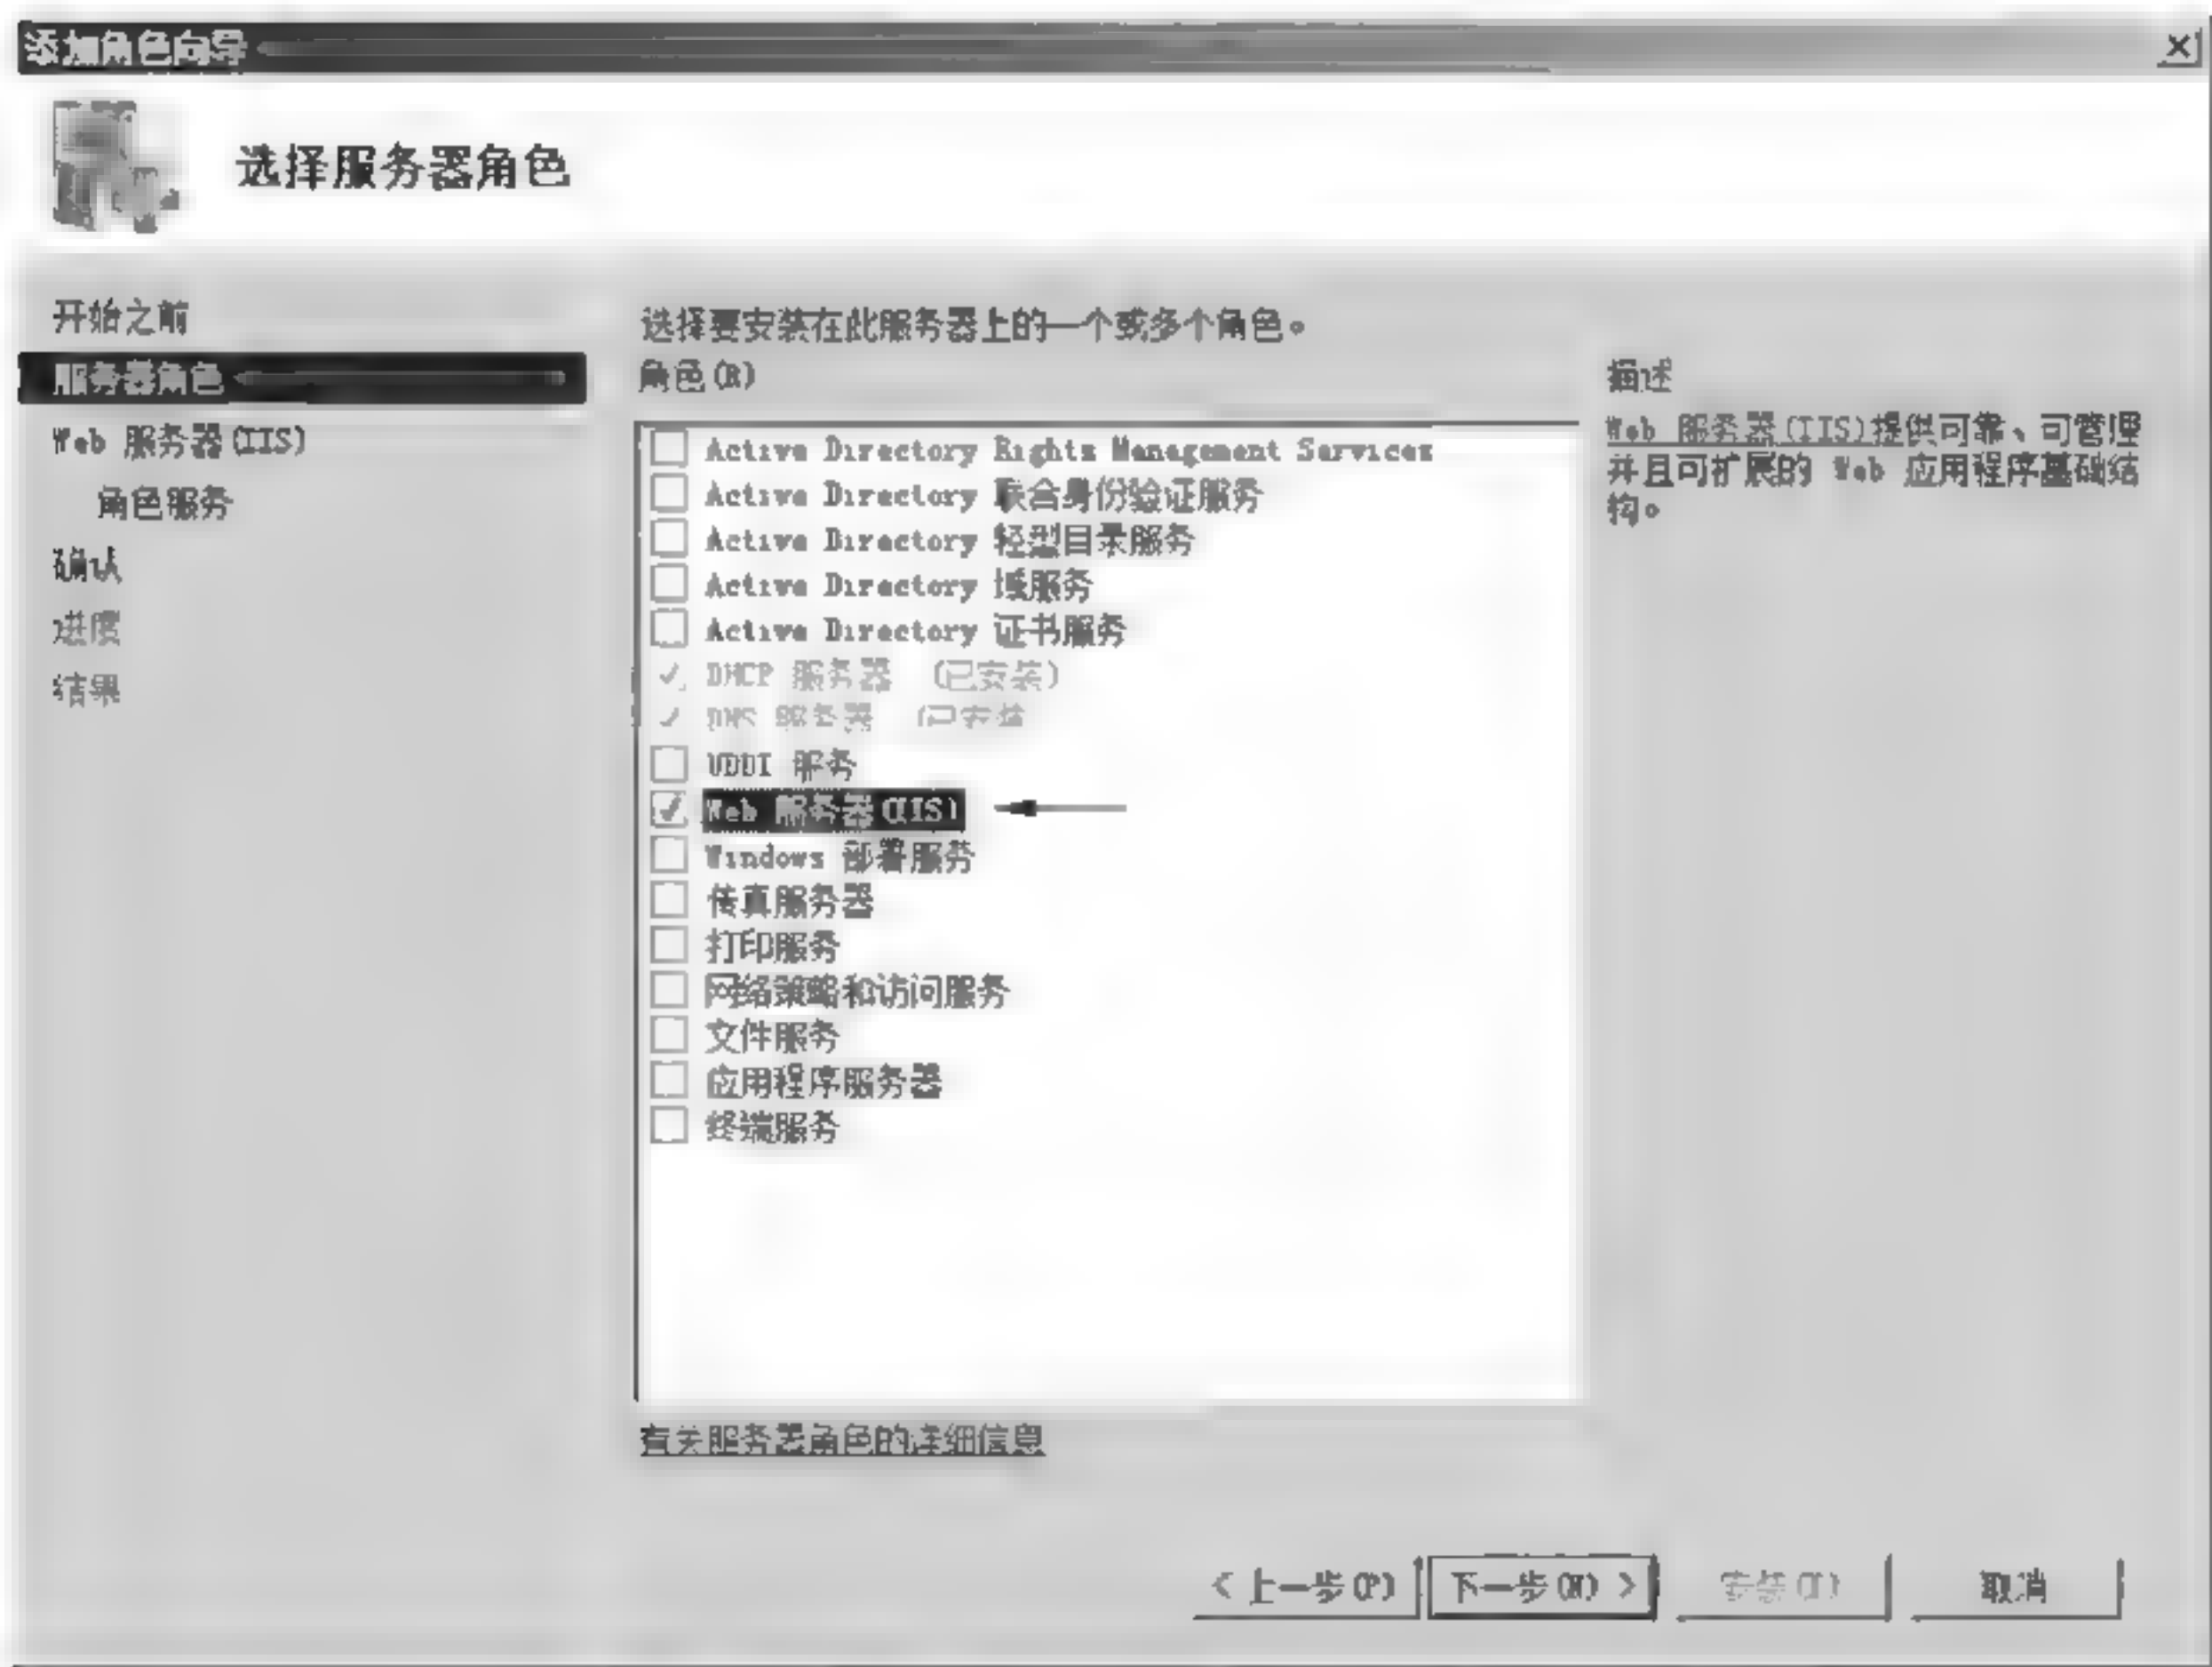 添加角色向导
选择服务器角色
开始之前
服务器角色
Web 服务器(IIS)
角色服务
确认
进度
结果
选择要安装在此服务器上的一个或多个角色。
角色(R)
Active Directory Rights Management Services
Active Directory 联合身份验证服务
Active Directory 轻型目录服务
Active Directory 域服务
Active Directory 证书服务
DHCP 服务器 (已安装)
DNS 服务器 (已安装
UDDI 服务
Web 服务器(IIS)
Windows 部署服务
传真服务器
打印服务
网络策略和访问服务
文件服务
应用程序服务器
终端服务
有关服务器角色的详细信息
描述
Web 服务器(IIS)提供可靠、可管理
并且可扩展的 Web 应用程序基础结
构。
< 上一步(P)
下一步(N) >
安装(I)
取消